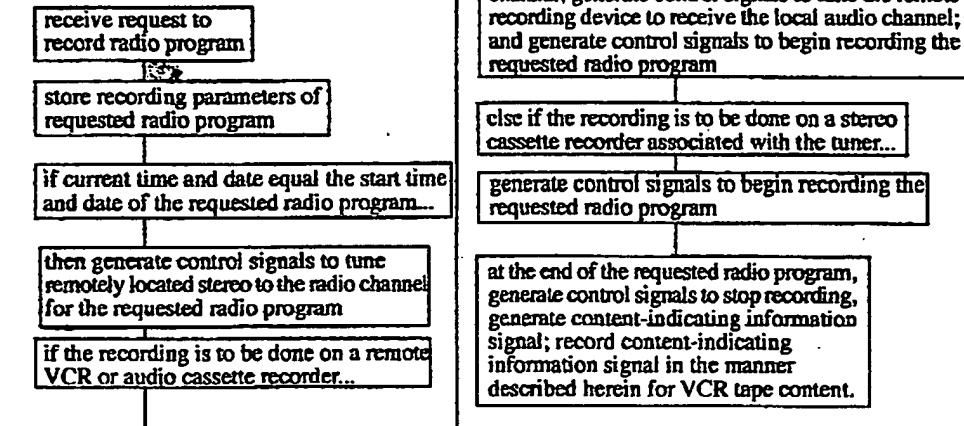 receive request to
record radio program
store recording parameters of
requested radio program
if current time and date equal the start time
and date of the requested radio program...
then generate control signals to tune
remotely located stereo to the radio channel
for the requested radio program
if the recording is to be done on a remote
VCR or audio cassette recorder...
recording device to receive the local audio channel;
and generate control signals to begin recording the
requested radio program
else if the recording is to be done on a stereo
cassette recorder associated with the tuner...
generate control signals to begin recording the
requested radio program
at the end of the requested radio program,
generate control signals to stop recording,
generate content-indicating information
signal; record content-indicating
information signal in the manner
described herein for VCR tape content.